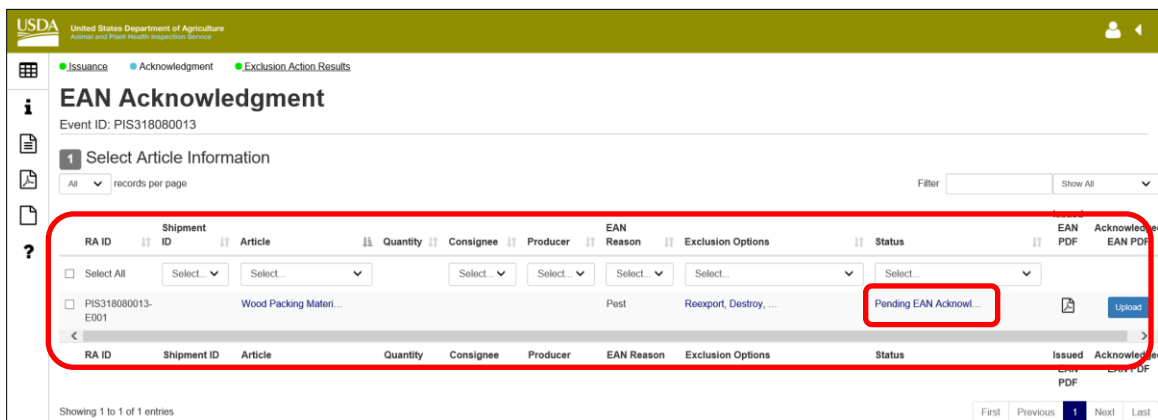 USDA
United States Department of Agriculture
Animal and Plant Health Inspection Service
Issuance Acknowledgment Exclusion Action Results
i
EAN Acknowledgment
Event ID: PIS318080013
1 Select Article Information
All records per page Filter Show All
?
RA ID Shipment ID Article Quantity Consignee Producer EAN Reason Exclusion Options Status Issued EAN PDF Acknowledge EAN PDF
Select All Select... Select... Select... Select... Select... Select... Select...
PIS318080013-E001 Wood Packing Materi... Pest Reexport, Destroy, ... Pending EAN Acknowl... Upload
RA ID Shipment ID Article Quantity Consignee Producer EAN Reason Exclusion Options Status Issued EAN PDF Acknowledge EAN PDF
Showing 1 to 1 of 1 entries First Previous 1 Next Last